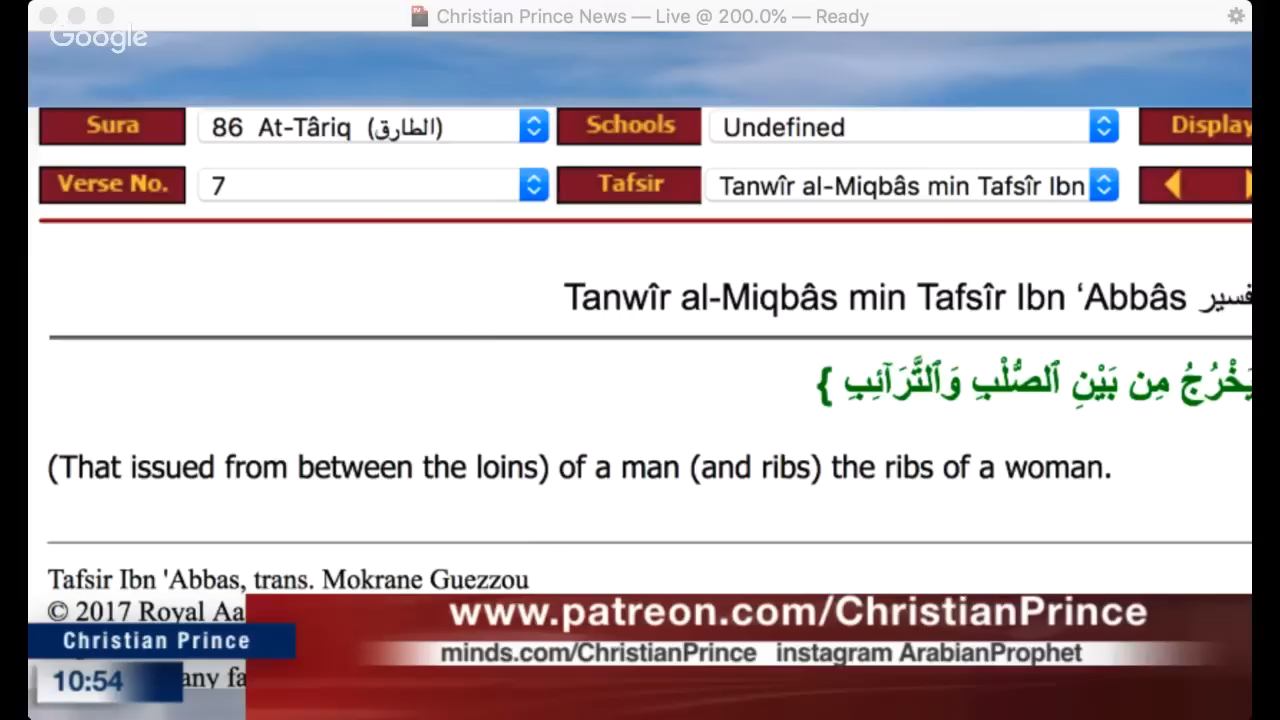 Christian Prince News — Live @ 200.0% — Ready
Google
Sura
86 At-Târiq (الطارق)
Schools
Undefined
Display
Verse No.
7
Tafsir
Tanwîr al-Miqbâs min Tafsîr Ibn
Tanwîr al-Miqbâs min Tafsîr Ibn ‘Abbâs
يَخْرُجُ مِن بَيْنِ ٱلصُّلْبِ وَٱلتَّرَآئِبِ }
(That issued from between the loins) of a man (and ribs) the ribs of a woman.
Tafsir Ibn 'Abbas, trans. Mokrane Guezzou
© 2017 Royal Aa
www.patreon.com/ChristianPrince
Christian Prince
minds.com/ChristianPrince instagram ArabianProphet
10:54
any fa